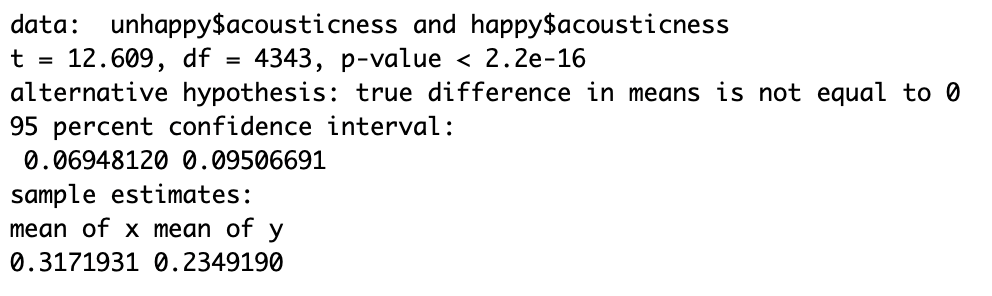 data:  unhappy$acousticness and happy$acousticness
t = 12.609, df = 4343, p-value < 2.2e-16
alternative hypothesis: true difference in means is not equal to 0
95 percent confidence interval:
 0.06948120 0.09506691
sample estimates:
mean of x mean of y
0.3171931 0.2349190